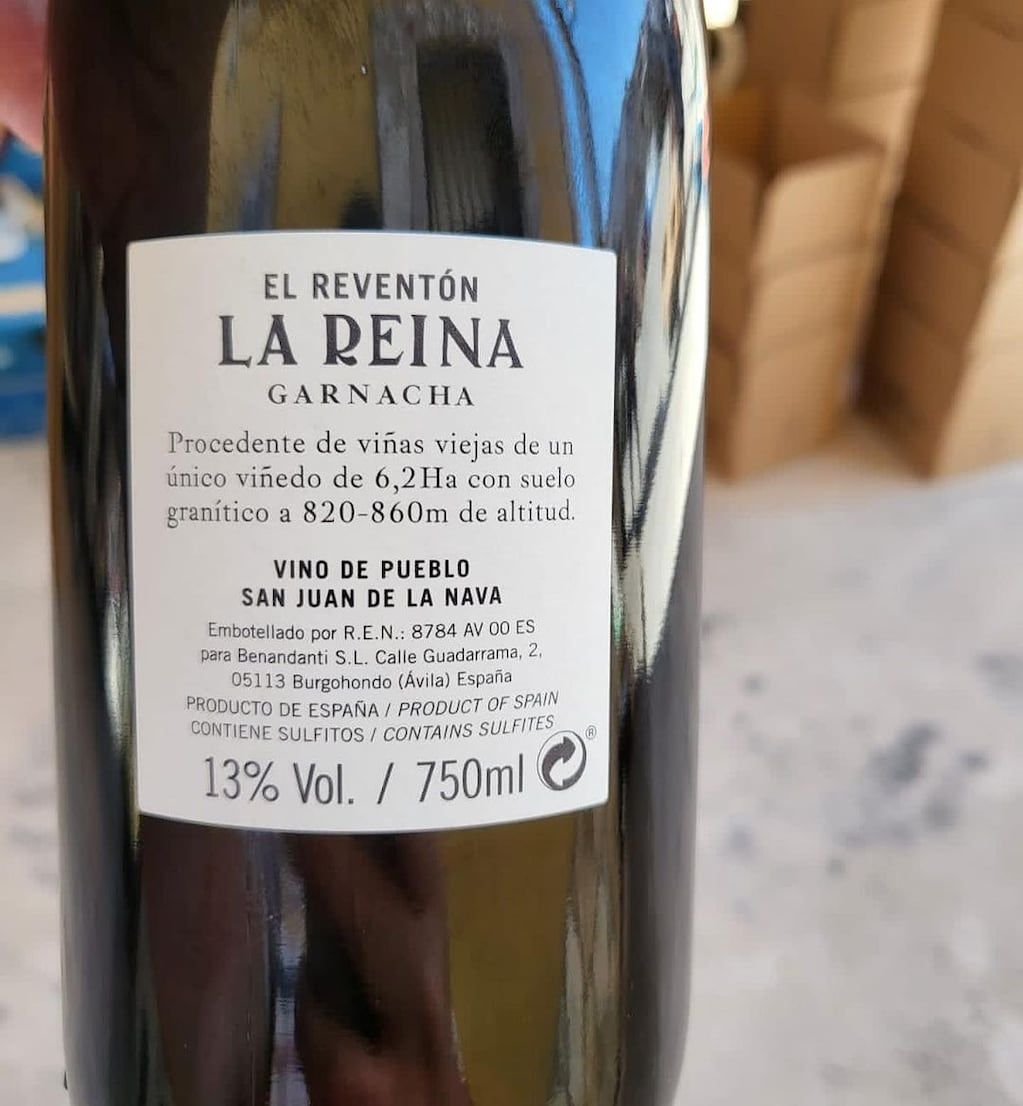 EL REVENTÓN
LA REINA
GARNACHA
Procedente de viñas viejas de un
único viñedo de 6,2Ha con suelo
granítico a 820-860m de altitud.
VINO DE PUEBLO
SAN JUAN DE LA NAVA
Embotellado por R.E.N.: 8784 AV 00 ES
para Benandanti S.L. Calle Guadarrama, 2,
05113 Burgohondo (Ávila) España
PRODUCTO DE ESPAÑA / PRODUCT OF SPAIN
CONTIENE SULFITOS / CONTAINS SULFITES
13% Vol. / 750ml ®